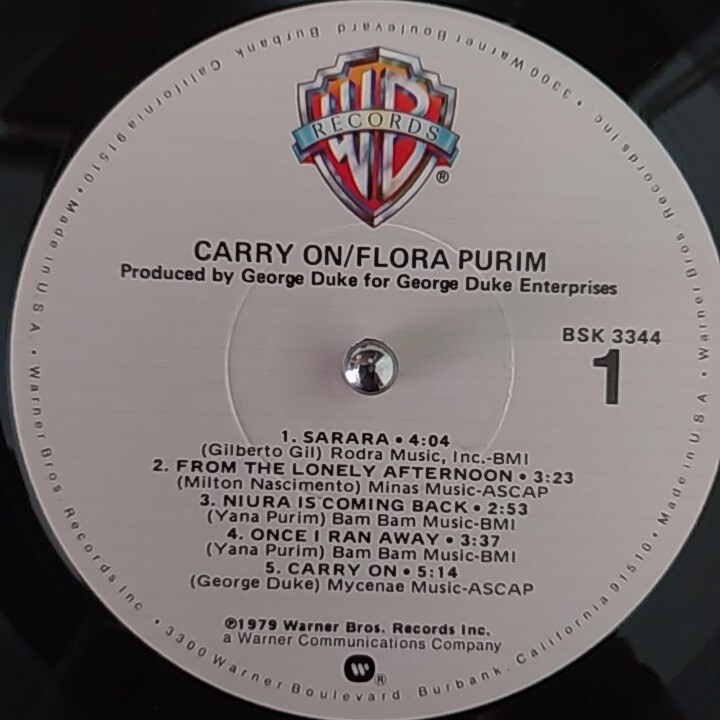 WB
RECORDS
®
CARRY ON/FLORA PURIM
Produced by George Duke for George Duke Enterprises
BSK 3344
1
1. SARARA • 4:04
(Gilberto Gil) Rodra Music, Inc.-BMI
2. FROM THE LONELY AFTERNOON • 3:23
(Milton Nascimento) Minas Music-ASCAP
3. NIURA IS COMING BACK • 2:53
(Yana Purim) Bam Bam Music-BMI
4. ONCE I RAN AWAY • 3:37
(Yana Purim) Bam Bam Music-BMI
5. CARRY ON • 5:14
(George Duke) Mycenae Music-ASCAP
℗1979 Warner Bros. Records Inc.
a Warner Communications Company
W®
Warner Bros. Records Inc. • 3300 Warner Boulevard, Burbank, California 91510 • Made in U.S.A. •
Warner Bros. Records Inc. • 3300 Warner Boulevard, Burbank, California 91510 • Made in U.S.A. •